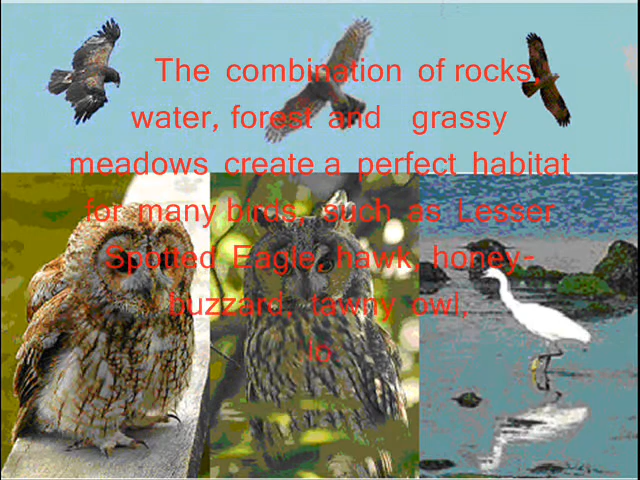 The combination of rocks,
water, forest and grassy
meadows create a perfect habitat
for many birds, such as Lesser
Spotted Eagle, hawk, honey-
buzzard, tawny owl,
lo